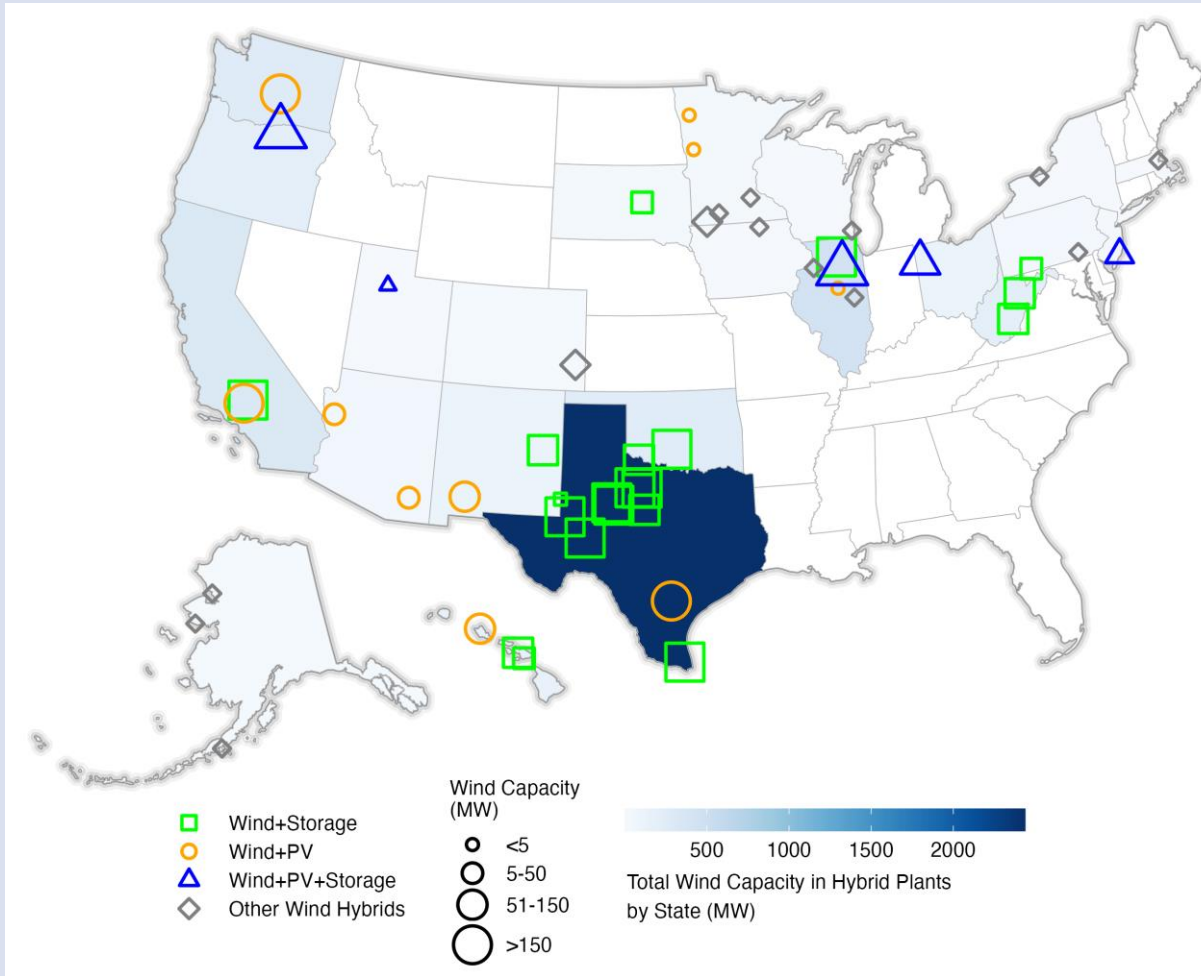 Wind+Storage
Wind+PV
Wind+PV+Storage
Other Wind Hybrids
Wind Capacity
(MW)
<5
5-50
51-150
>150
500 1000 1500 2000
Total Wind Capacity in Hybrid Plants
by State (MW)